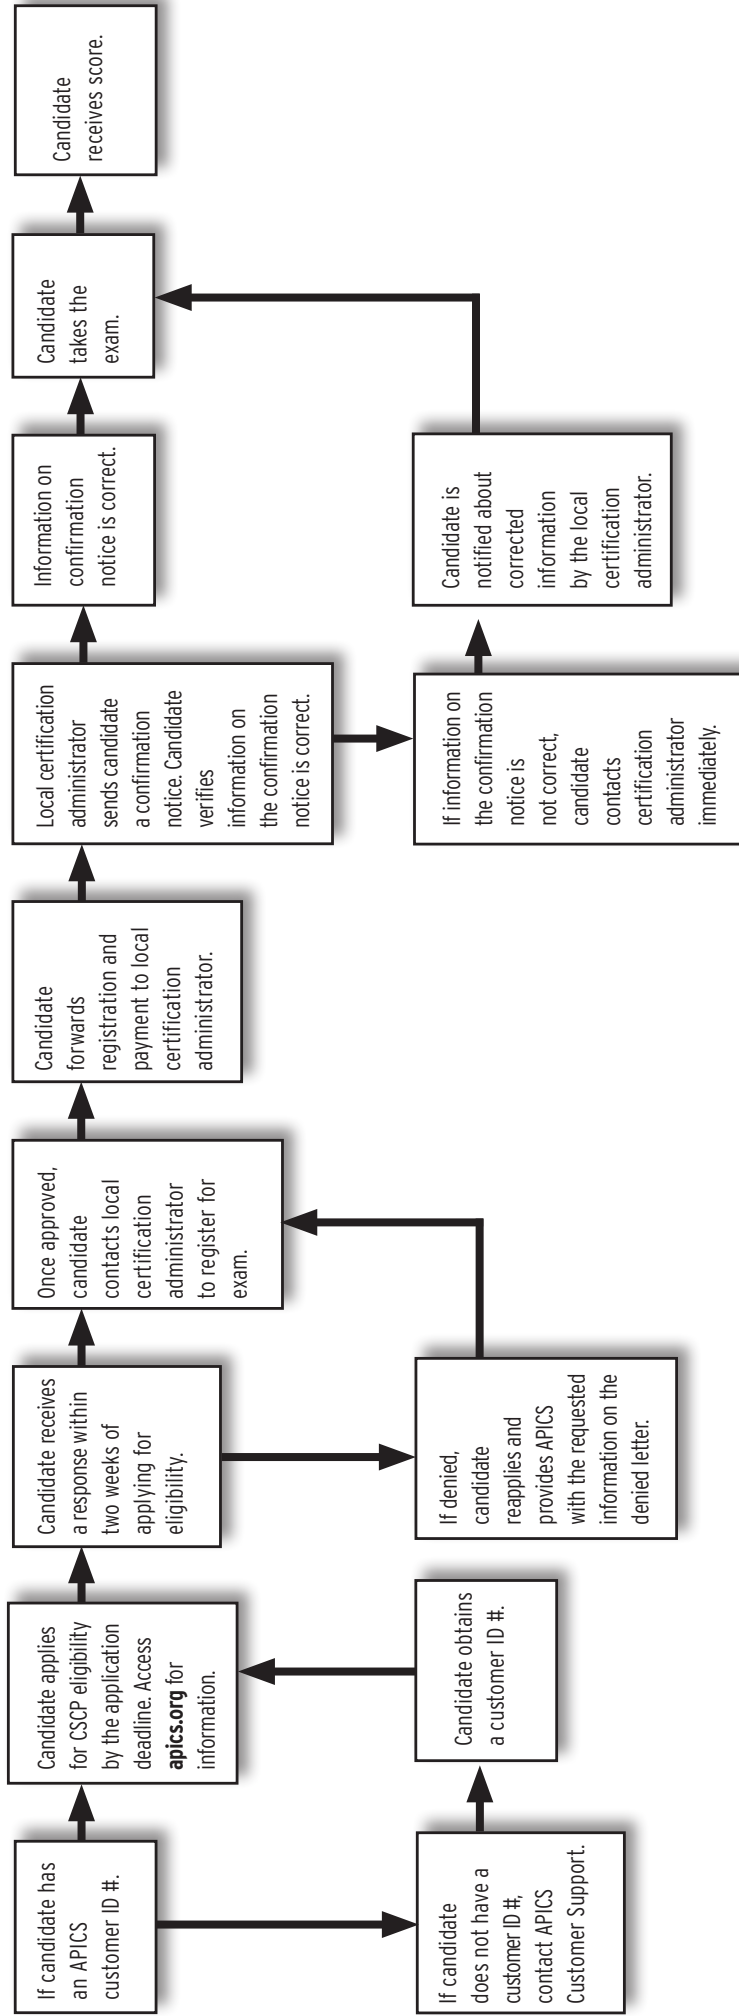 If candidate has
an APICS
customer ID #.
If candidate
does not have a
customer ID #,
contact APICS
Customer Support.
Candidate obtains
a customer ID #.
Candidate applies
for CSCP eligibility
by the application
deadline. Access
apics.org for
information.
Candidate receives
a response within
two weeks of
applying for
eligibility.
If denied,
candidate
reapplies and
provides APICS
with the requested
information on the
denied letter.
Once approved,
candidate
contacts local
certification
administrator
to register for
exam.
Candidate
forwards
registration and
payment to local
certification
administrator.
Local certification
administrator
sends candidate
a confirmation
notice. Candidate
verifies
information on
the confirmation
notice is correct.
If information on
the confirmation
notice is
not correct,
candidate
contacts
certification
administrator
immediately.
Information on
confirmation
notice is correct.
Candidate is
notified about
corrected
information
by the local
certification
administrator.
Candidate
takes the
exam.
Candidate
receives score.